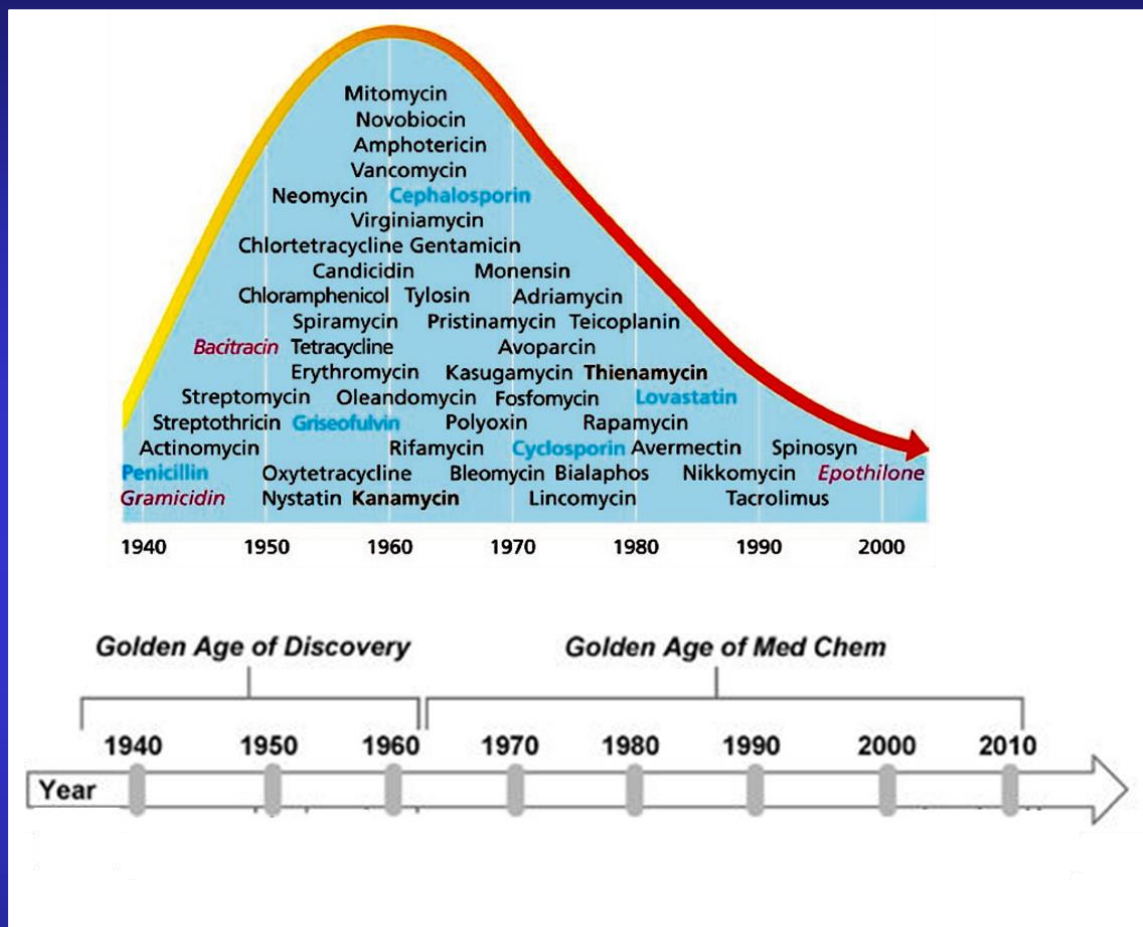 Mitomycin
Novobiocin
Amphotericin
Vancomycin
Neomycin Cephalosporin
Virginiamycin
Chlortetracycline Gentamicin
Candicidin Monensin
Chloramphenicol Tylosin Adriamycin
Spiramycin Pristinamycin Teicoplanin
Bacitracin Tetracycline Avoparcin
Erythromycin Kasugamycin Thienamycin
Streptomycin Oleandomycin Fosfomycin Lovastatin
Streptothricin Griseofulvin Polyoxin Rapamycin
Actinomycin Rifamycin Cyclosporin Avermectin Spinosyn
Penicillin Oxytetracycline Bleomycin Bialaphos Nikkomycin Epothilone
Gramicidin Nystatin Kanamycin Lincomycin Tacrolimus
1940 1950 1960 1970 1980 1990 2000
Golden Age of Discovery Golden Age of Med Chem
1940 1950 1960 1970 1980 1990 2000 2010
Year